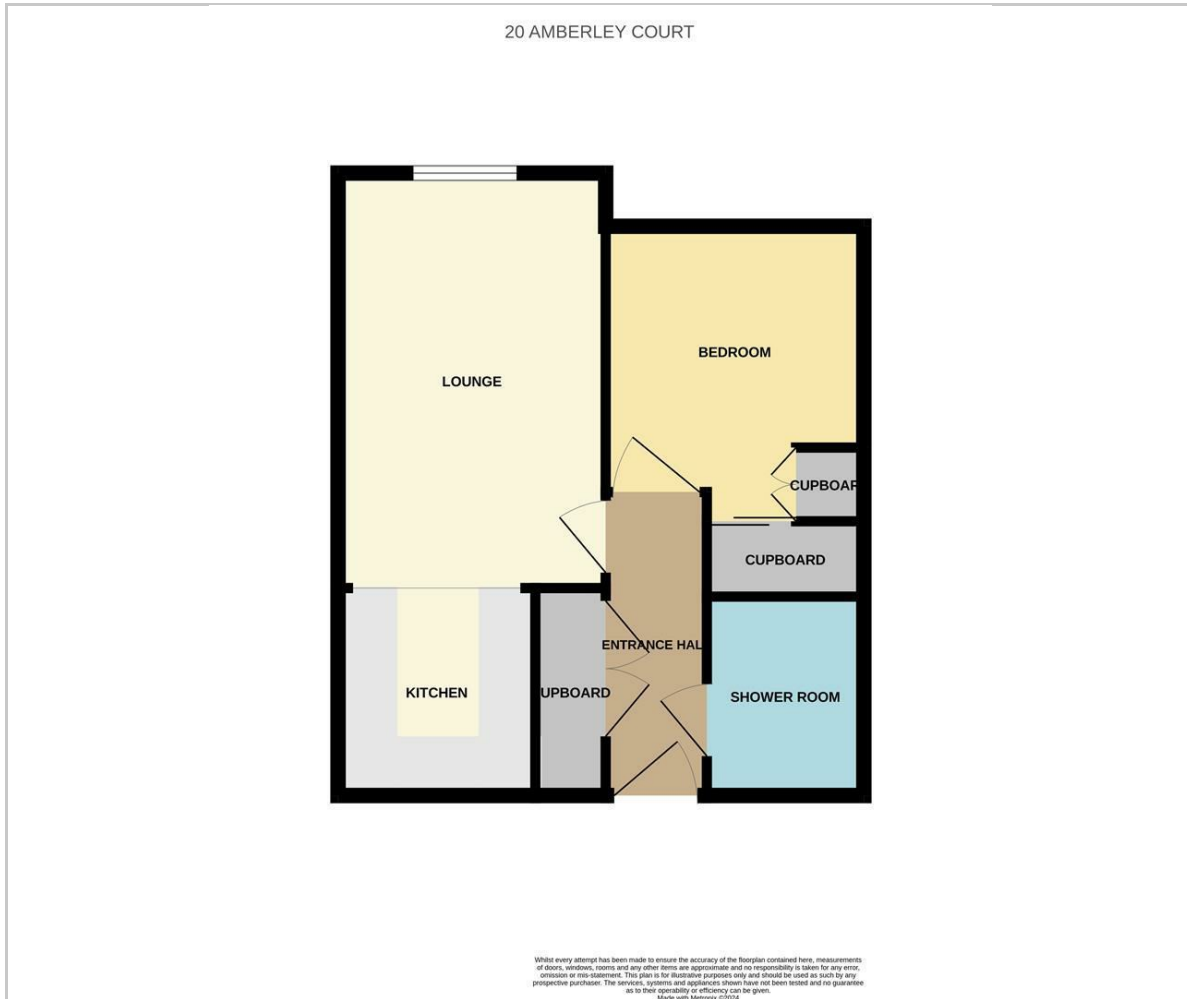 20 AMBERLEY COURT
BEDROOM
LOUNGE
CUPBOAR
CUPBOARD
ENTRANCE HAL
KITCHEN
UPBOARD
SHOWER ROOM
Whilst every attempt has been made to ensure the accuracy of the floorplan contained here, measurements
of doors, windows, rooms and any other items are approximate and no responsibility is taken for any error,
omission or mis-statement. This plan is for illustrative purposes only and should be used as such by any
prospective purchaser. The services, systems and appliances shown have not been tested and no guarantee
as to their operability or efficiency can be given.
Made with Metropix ©2024